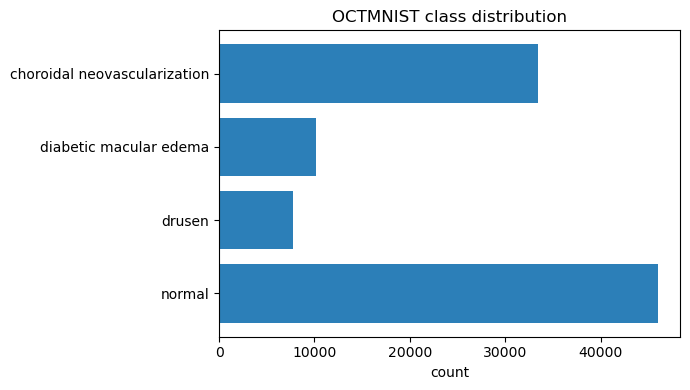 OCTMNIST class distribution
choroidal neovascularization
diabetic macular edema
drusen
normal
0 10000 20000 30000 40000
count